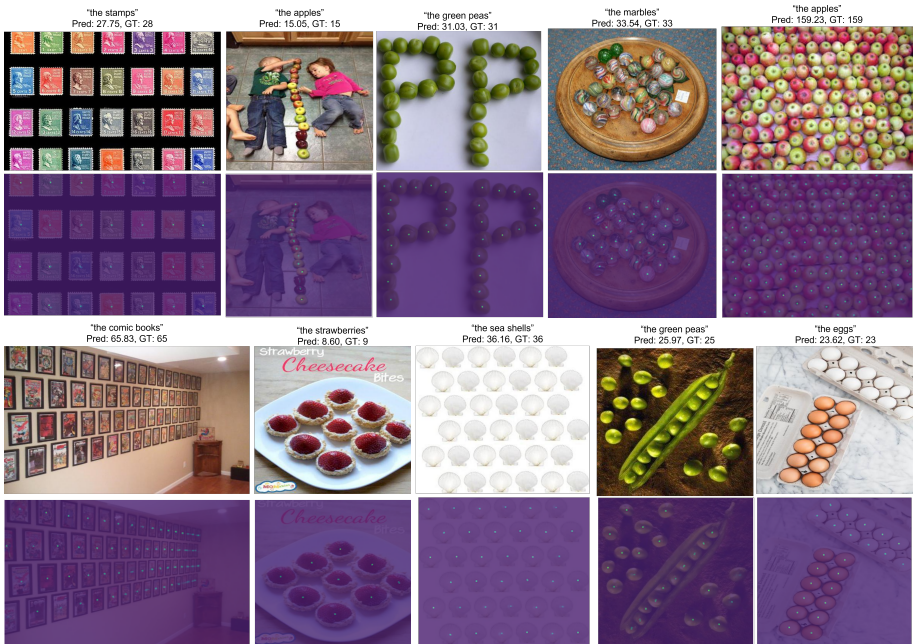 "the stamps"
Pred: 27.75, GT: 28
"the apples"
Pred: 15.05, GT: 15
"the green peas"
Pred: 31.03, GT: 31
"the marbles"
Pred: 33.54, GT: 33
"the apples"
Pred: 159.23, GT: 159
"the comic books"
Pred: 65.83, GT: 65
"the strawberries"
Pred: 8.60, GT: 9
"the sea shells"
Pred: 36.16, GT: 36
"the green peas"
Pred: 25.97, GT: 25
"the eggs"
Pred: 23.62, GT: 23
Strawberry
Cheesecake
Bites
Cheesecake